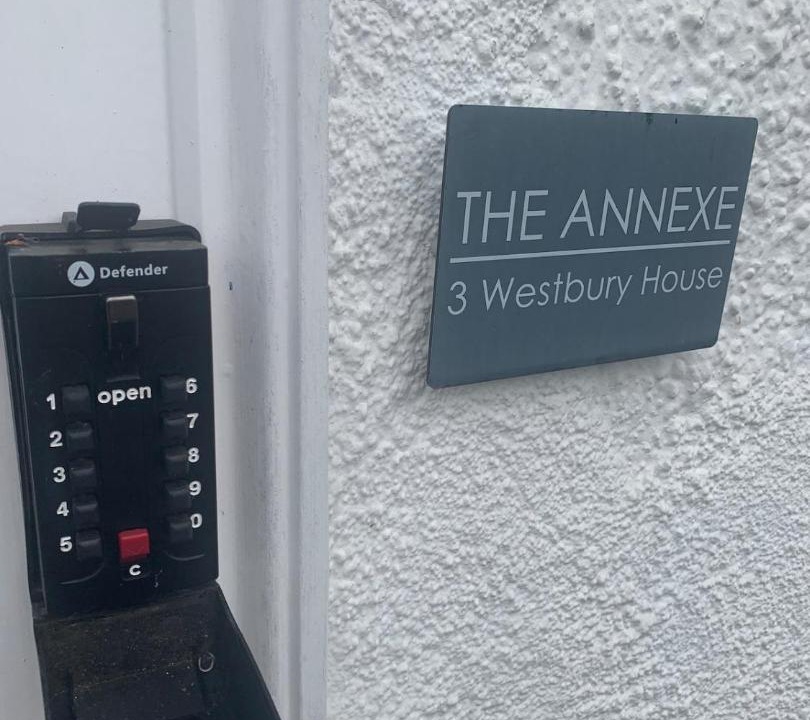 Defender
open
1 6
2 7
3 8
4 9
5 0
C
THE ANNEXE
3 Westbury House